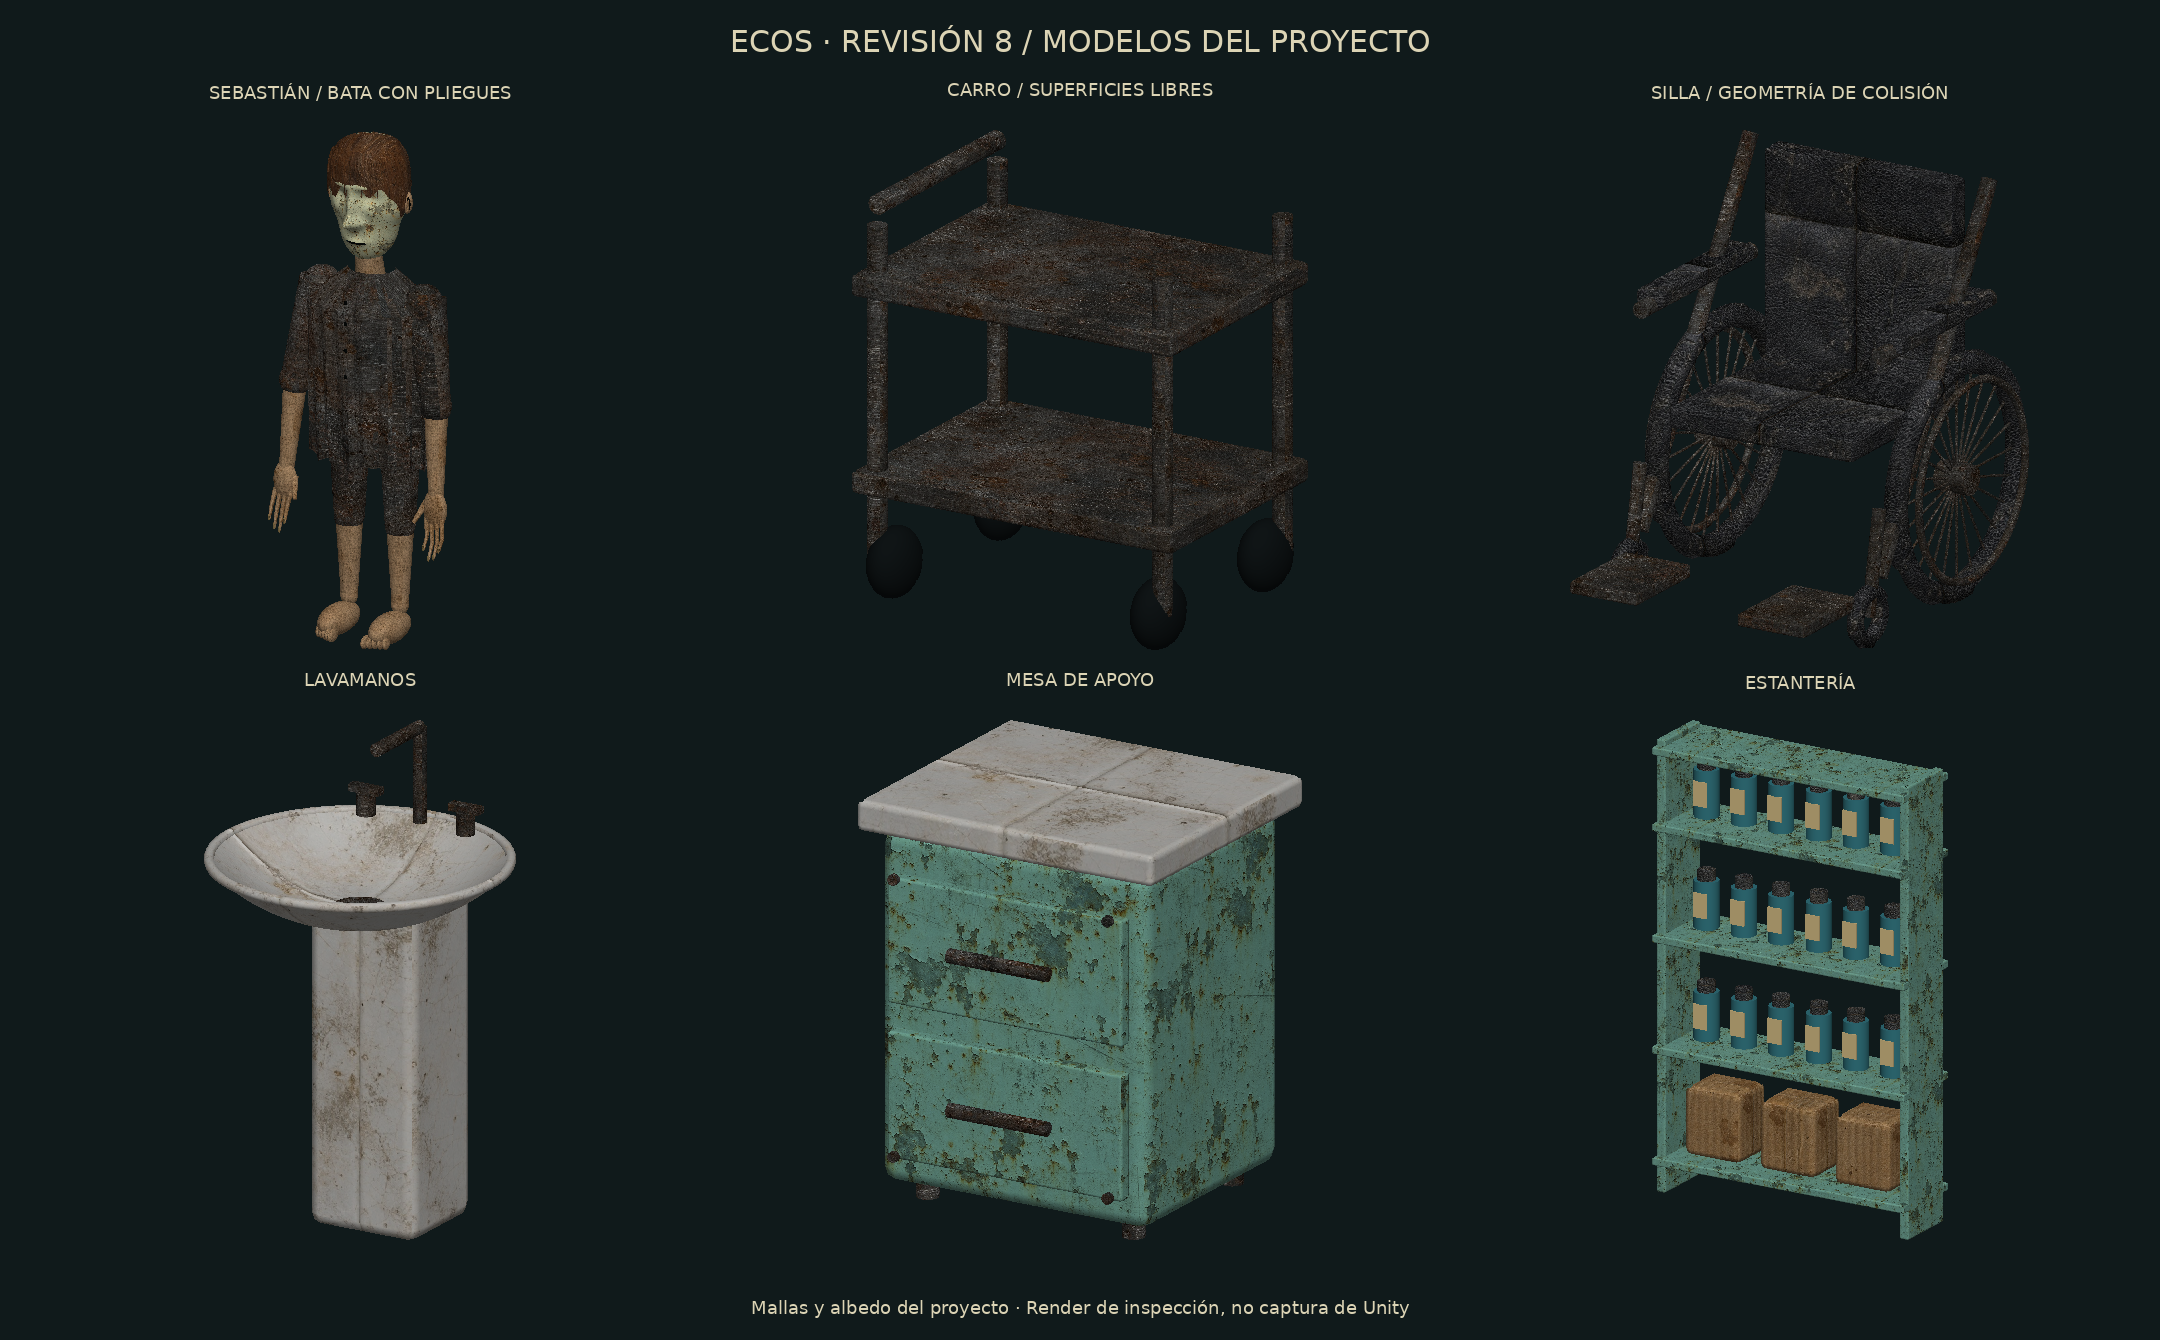 ECOS · REVISIÓN 8 / MODELOS DEL PROYECTO
SEBASTIÁN / BATA CON PLIEGUES
CARRO / SUPERFICIES LIBRES
SILLA / GEOMETRÍA DE COLISIÓN
LAVAMANOS
MESA DE APOYO
ESTANTERÍA
Mallas y albedo del proyecto · Render de inspección, no captura de Unity